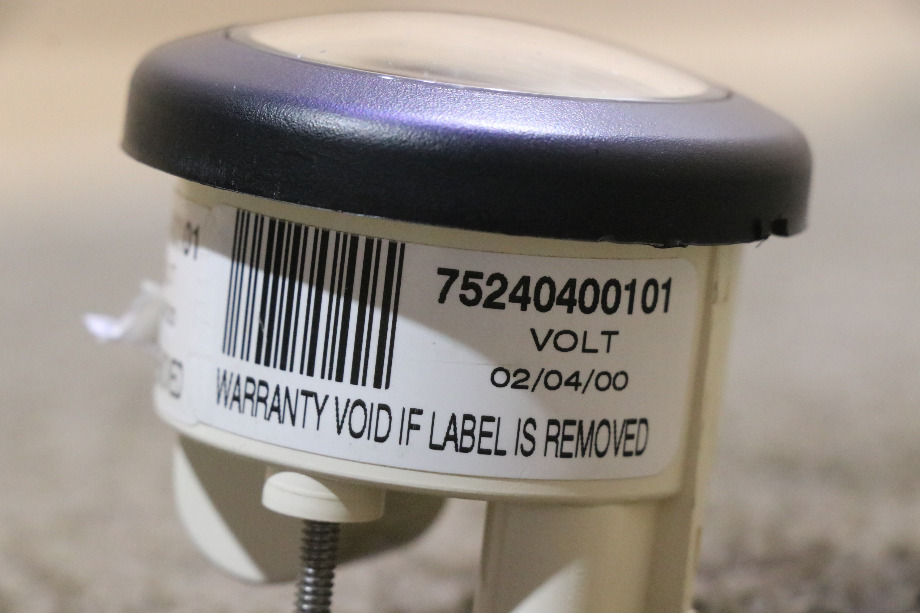 75240400101
VOLT
02/04/00
WARRANTY VOID IF LABEL IS REMOVED